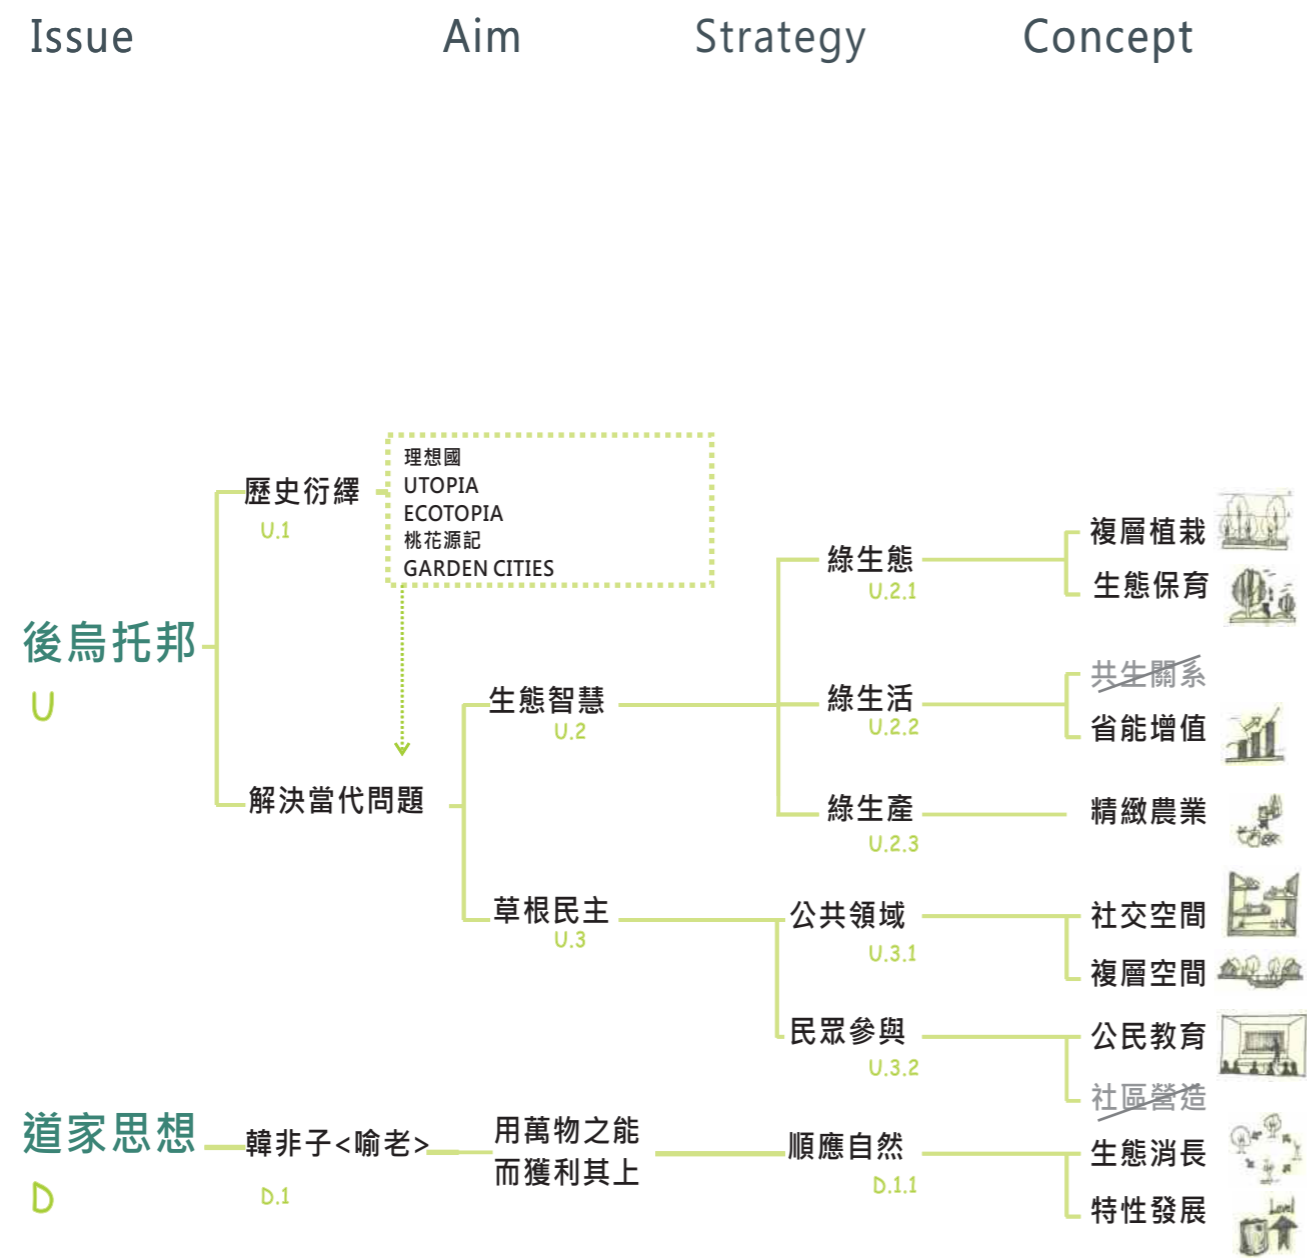 Issue Aim Strategy Concept
理想國
UTOPIA
ECOTOPIA
桃花源記
GARDEN CITIES
歷史衍繹
U.1
後烏托邦
U
解決當代問題
生態智慧
U.2
草根民主
U.3
綠生態
U.2.1
綠生活
U.2.2
綠生產
U.2.3
公共領域
U.3.1
民眾參與
U.3.2
複層植栽
生態保育
共生關系
省能增值
精緻農業
社交空間
複層空間
公民教育
社區營造
道家思想
D
韓非子<喻老>
D.1
用萬物之能
而獲利其上
順應自然
D.1.1
生態消長
特性發展
Level